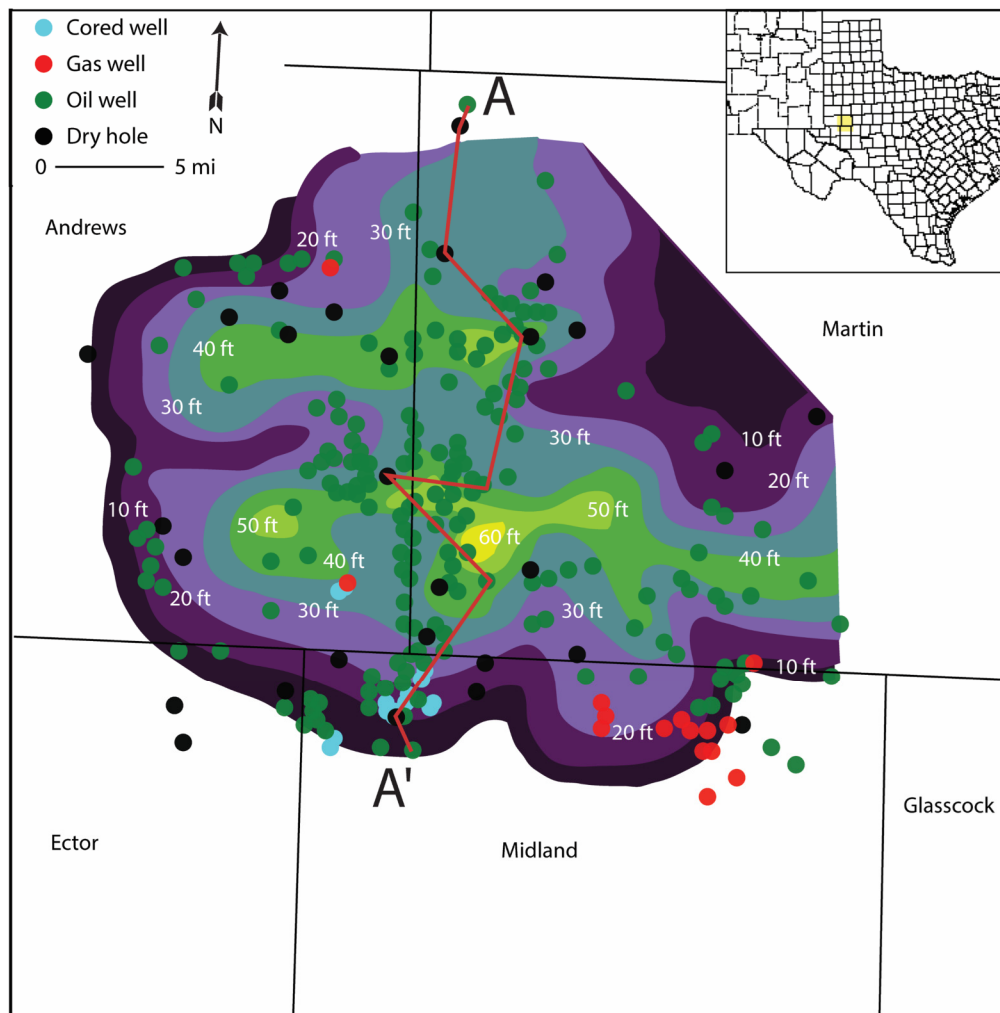 Cored well
Gas well
Oil well
Dry hole
N
0 5 mi
A
Andrews
20 ft
30 ft
Martin
40 ft
30 ft
30 ft
10 ft
20 ft
10 ft
50 ft
50 ft
60 ft
40 ft
40 ft
20 ft
30 ft
30 ft
10 ft
20 ft
A'
Glasscock
Ector
Midland